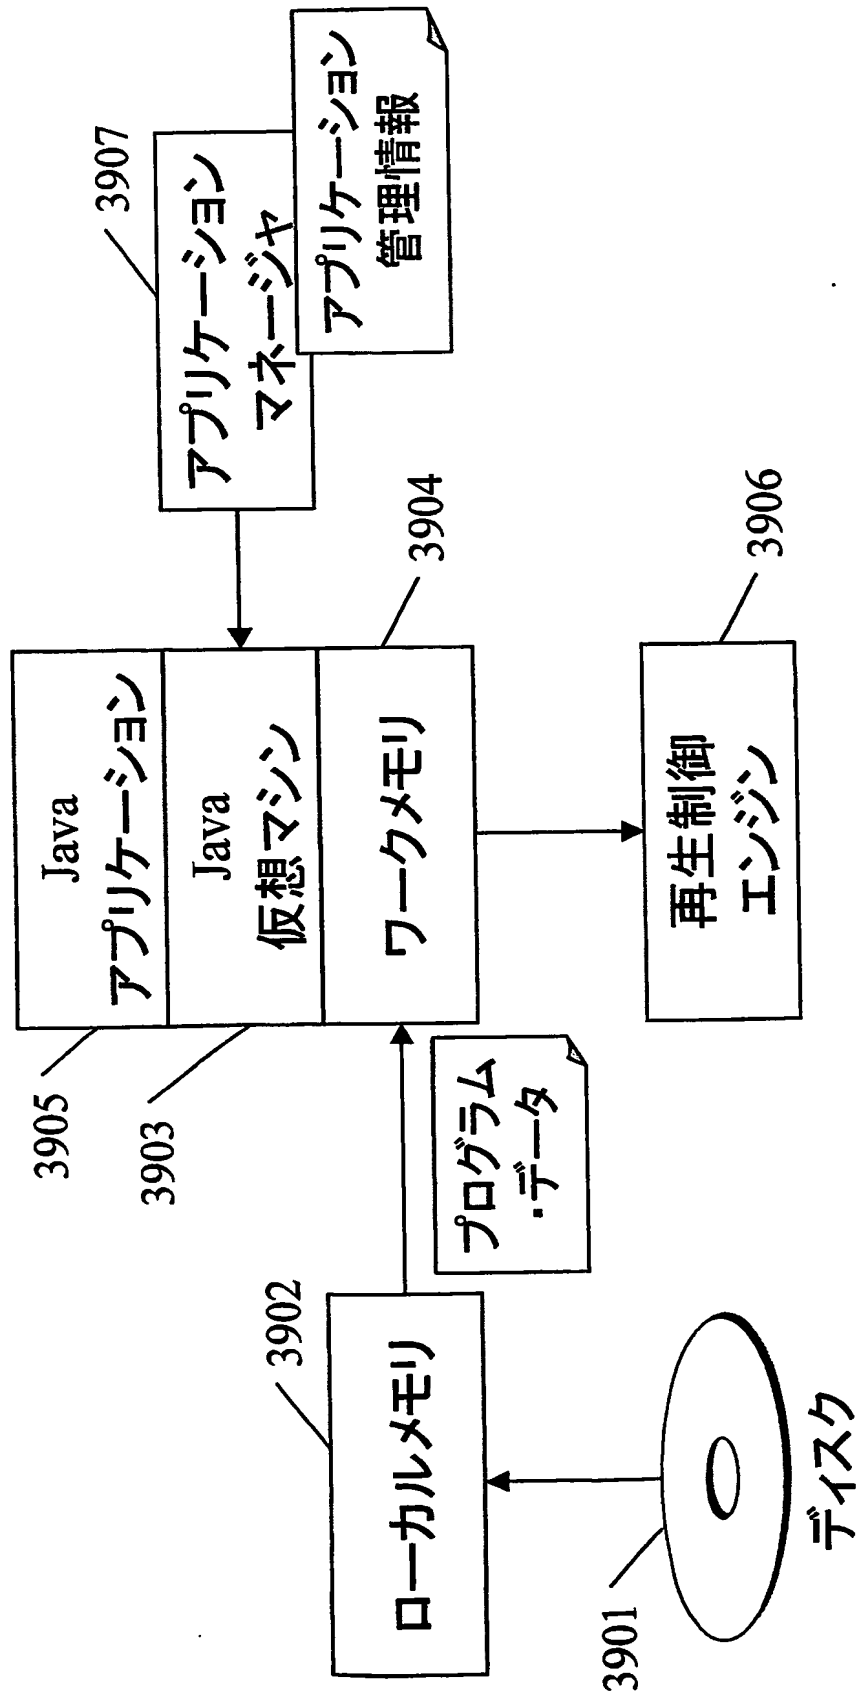 3905
Java
アプリケーション
3903
Java
仮想マシン
ワークメモリ
3904
3907
アプリケーション
マネージャ
アプリケーション
管理情報
3902
ローカルメモリ
プログラム
・データ
再生制御
エンジン
3906
3901
ディスク